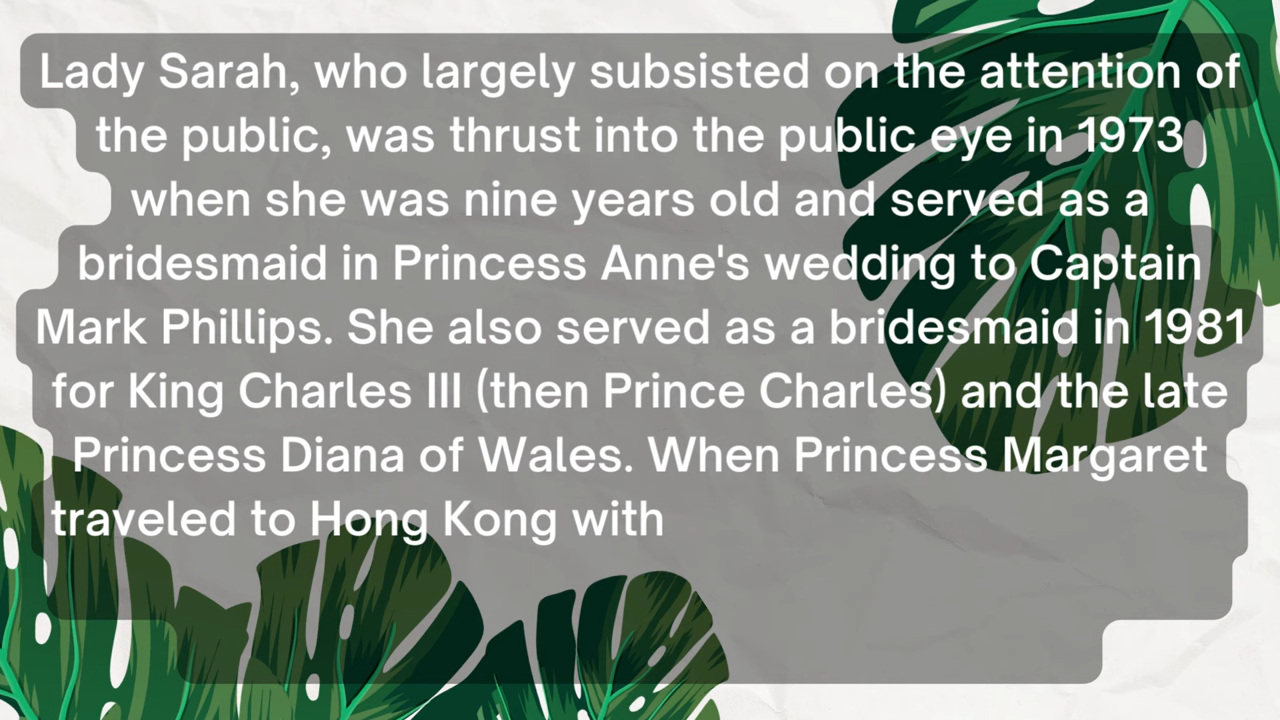 Lady Sarah, who largely subsisted on the attention of
the public, was thrust into the public eye in 1973
when she was nine years old and served as a
bridesmaid in Princess Anne's wedding to Captain
Mark Phillips. She also served as a bridesmaid in 1981
for King Charles III (then Prince Charles) and the late
Princess Diana of Wales. When Princess Margaret
traveled to Hong Kong with